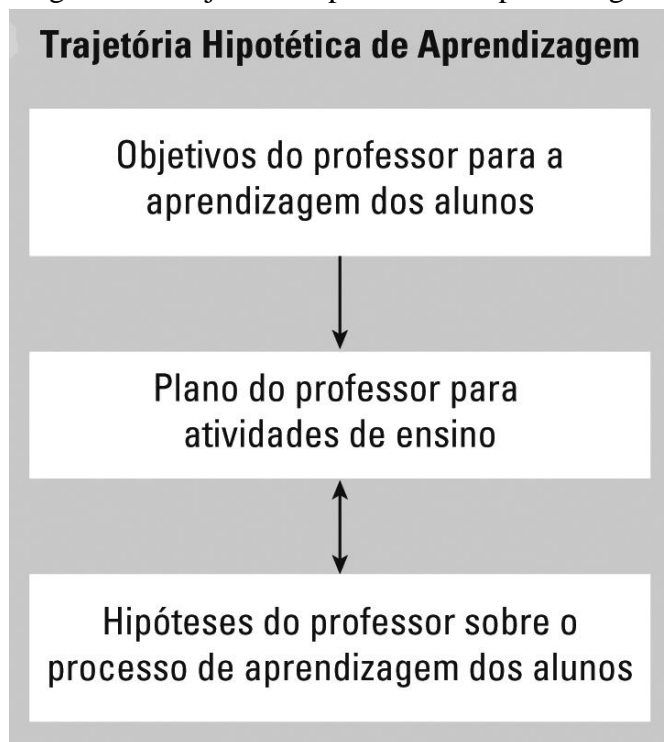 Trajetória Hipotética de Aprendizagem
Objetivos do professor para a
aprendizagem dos alunos
Plano do professor para
atividades de ensino
Hipóteses do professor sobre o
processo de aprendizagem dos alunos